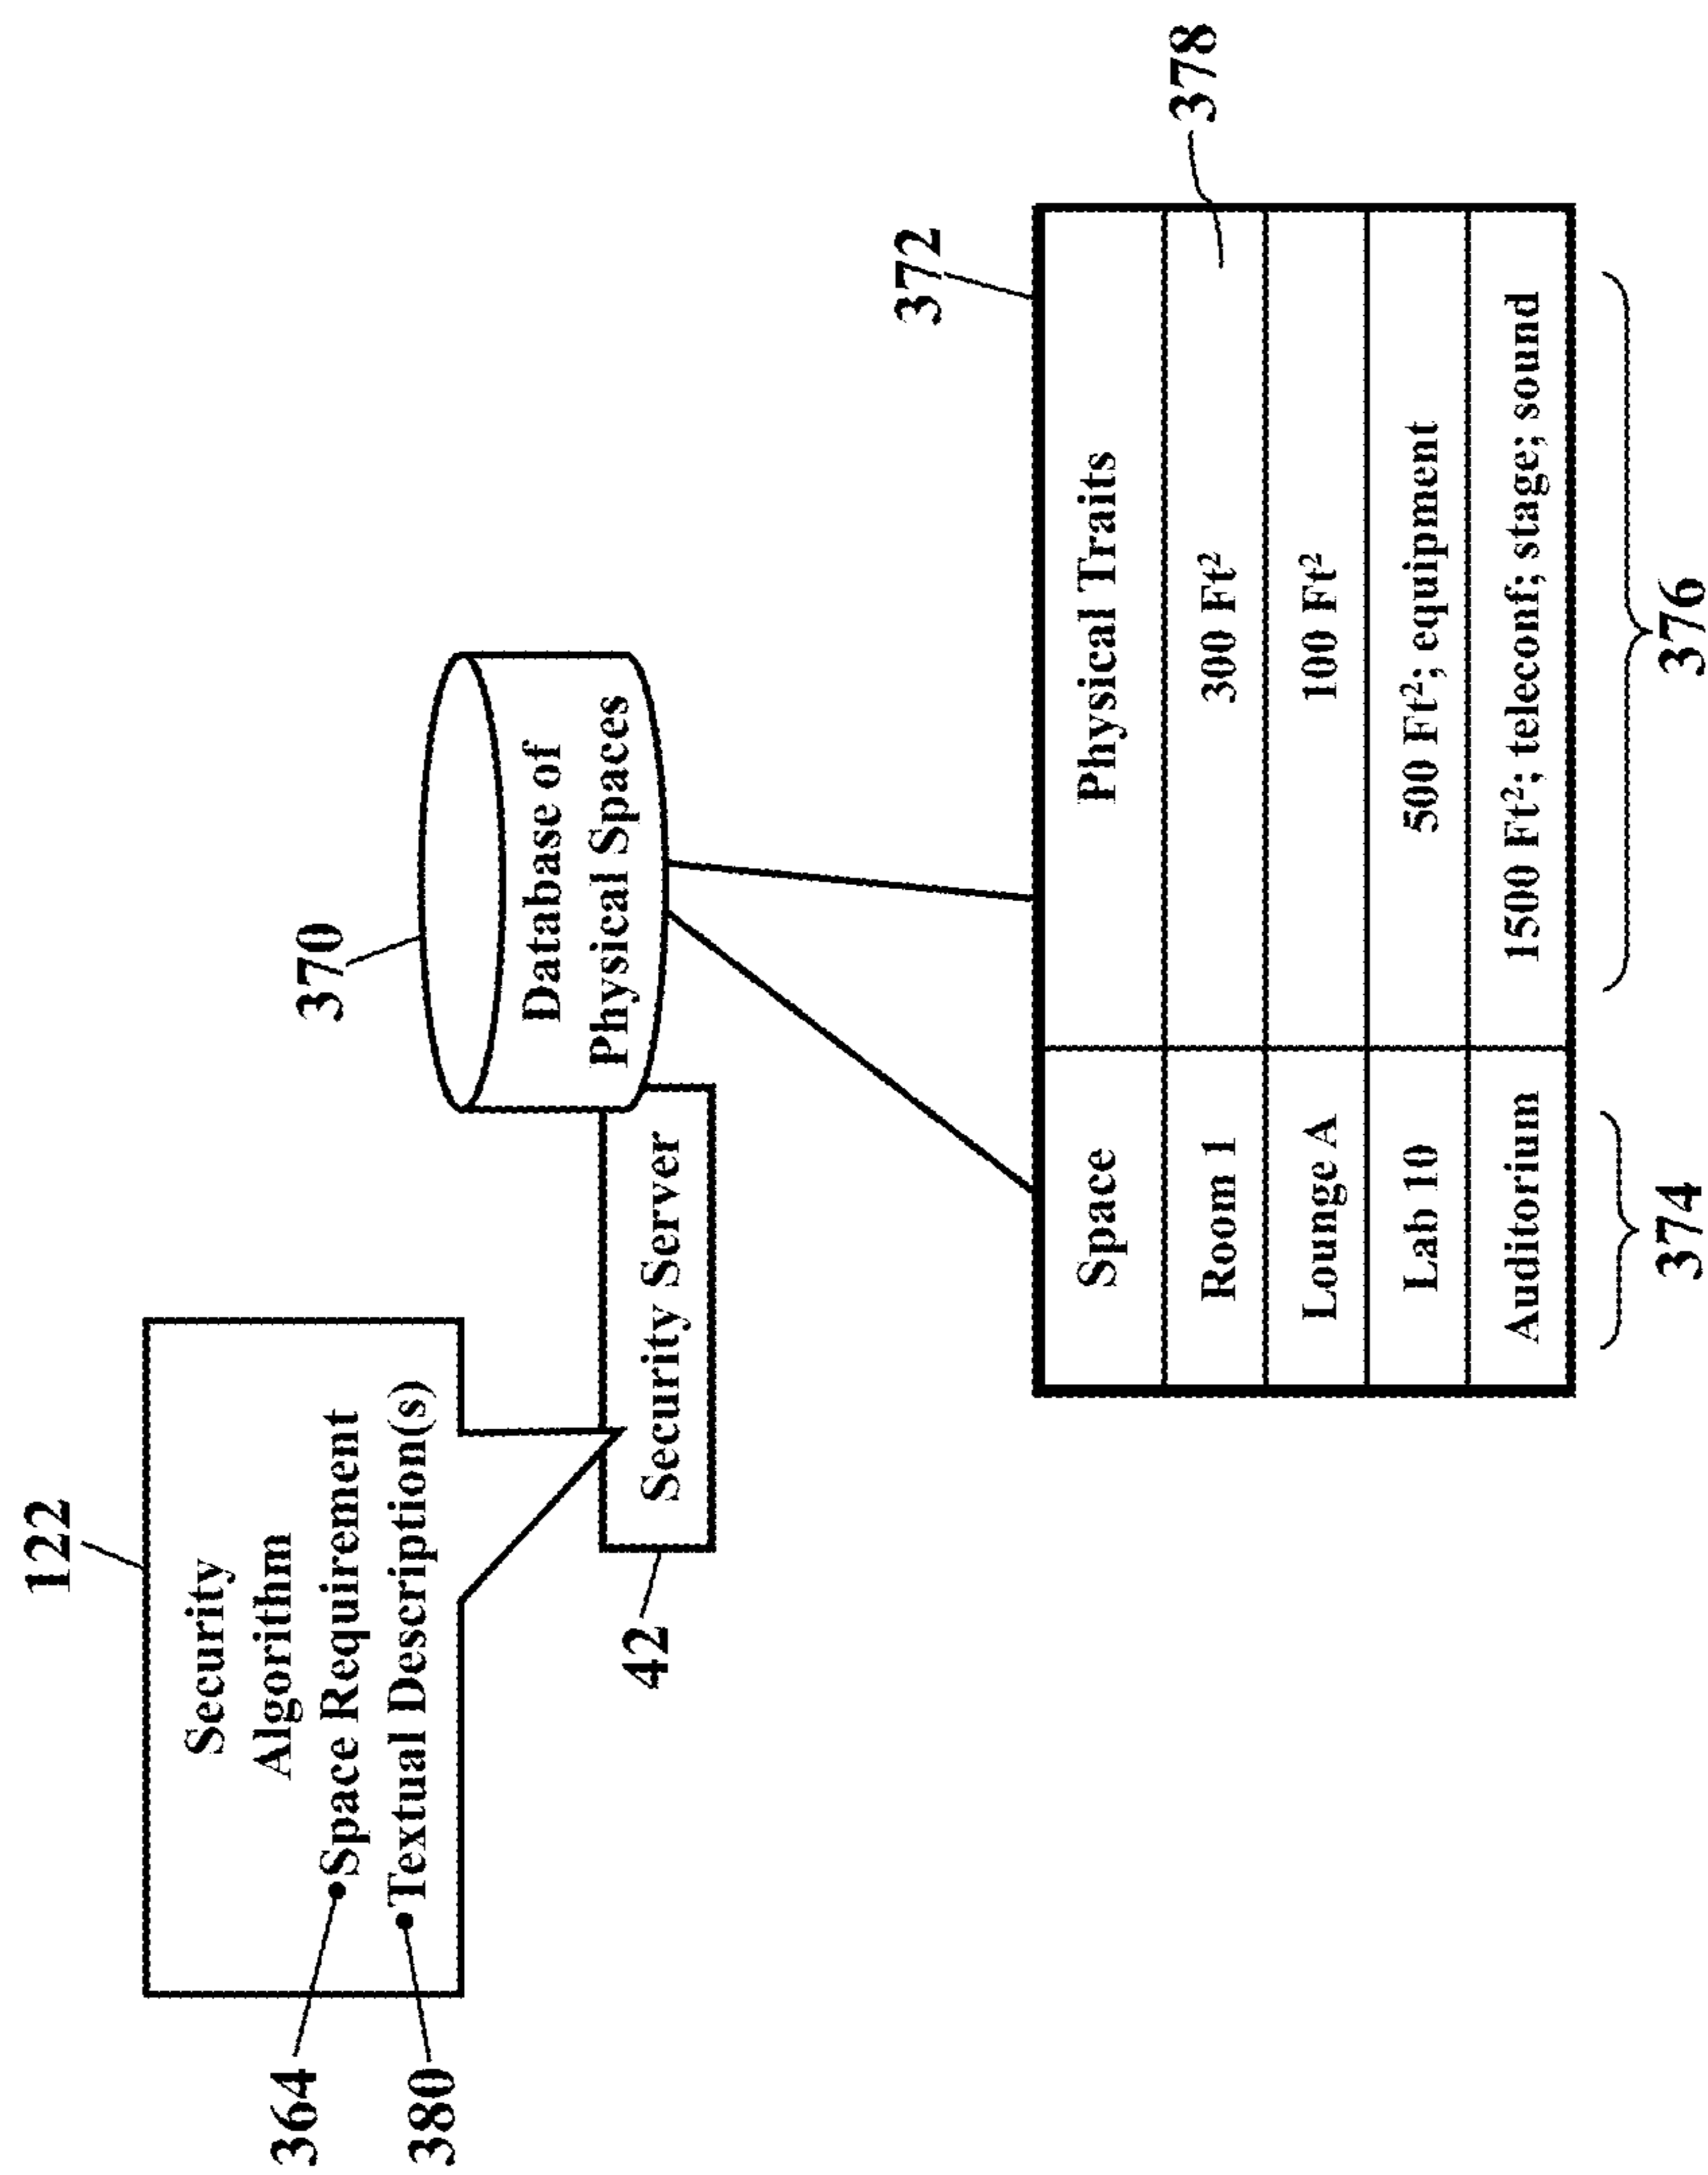 122
Security
Algorithm
364
•Space Requirement
380
•Textual Description(s)
370
Database of
Physical Spaces
42
Security Server
372
Space Physical Traits
Room 1 300 Ft²
378
Lounge A 100 Ft²
Lab 10 500 Ft²; equipment
Auditorium 1500 Ft²; teleconf; stage; sound
374 376